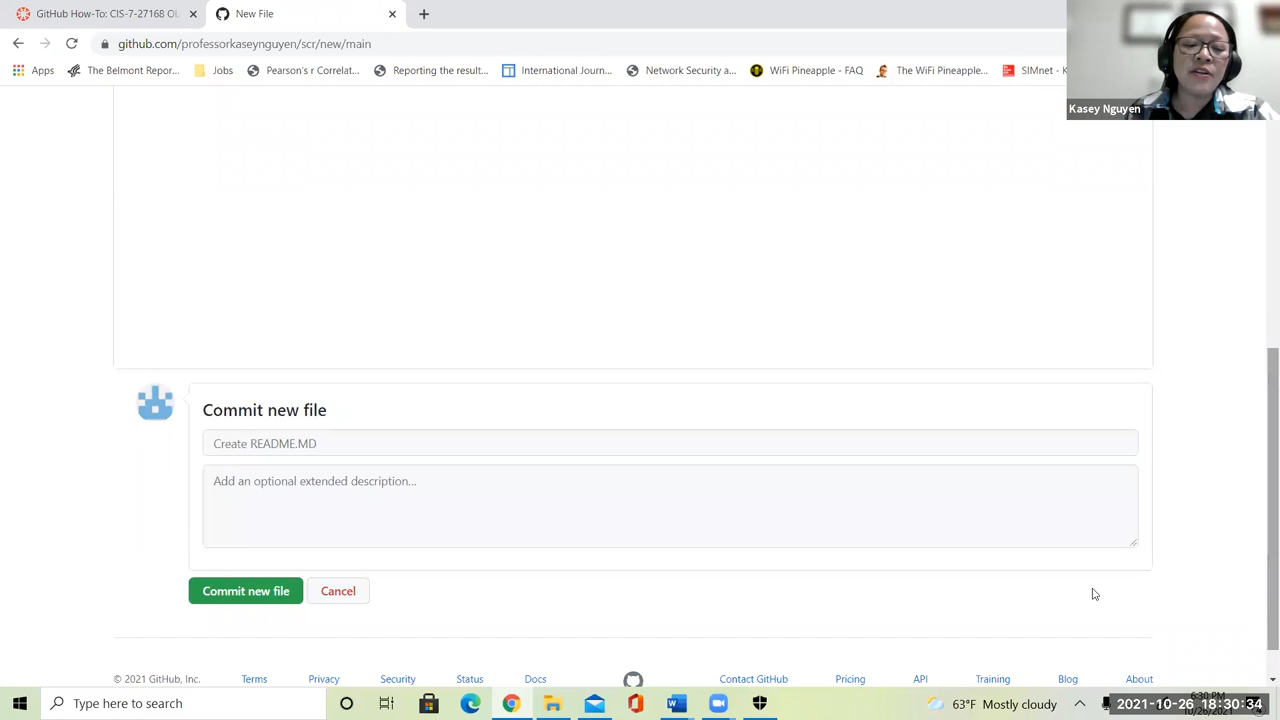 GitHub How-To: CIS-7-27168 OL
New File
github.com/professorkaseynguyen/scr/new/main
Apps
The Belmont Repor...
Jobs
Pearson's r Correlat...
Reporting the result...
International Journ...
Network Security a...
WiFi Pineapple - FAQ
The WiFi Pineapple...
SIMnet - K
Kasey Nguyen
Commit new file
Create README.MD
Add an optional extended description...
Commit new file
Cancel
© 2021 GitHub, Inc.
Terms
Privacy
Security
Status
Docs
Contact GitHub
Pricing
API
Training
Blog
About
Type here to search
63°F Mostly cloudy
6:30 PM
2021-10-26 18:30:34